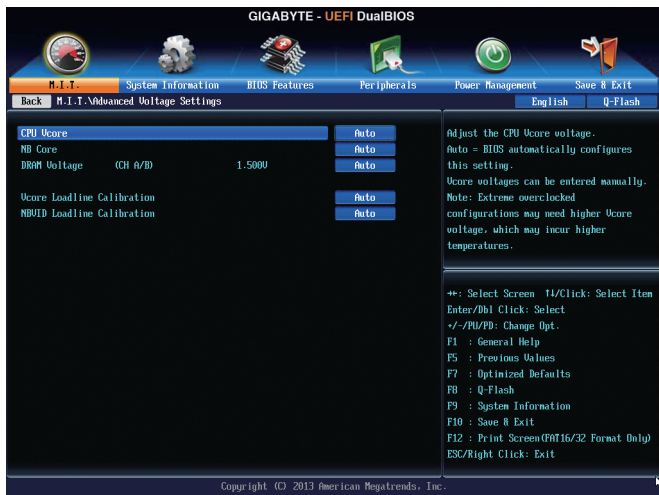 GIGABYTE - UEFI DualBIOS
M.I.T. System Information BIOS Features Peripherals Power Management Save & Exit
Back M.I.T.\Advanced Voltage Settings English Q-Flash
CPU Vcore Auto
NB Core Auto
DRAM Voltage (CH A/B) 1.500V Auto
Vcore Loadline Calibration Auto
NBVID Loadline Calibration Auto
Adjust the CPU Vcore voltage.
Auto = BIOS automatically configures
this setting.
Vcore voltages can be entered manually.
Note: Extreme overclocked
configurations may need higher Vcore
voltage, which may incur higher
temperatures.
→←: Select Screen ↑↓/Click: Select Item
Enter/Dbl Click: Select
+/-/PU/PD: Change Opt.
F1 : General Help
F5 : Previous Values
F7 : Optimized Defaults
F8 : Q-Flash
F9 : System Information
F10 : Save & Exit
F12 : Print Screen(FAT16/32 Format Only)
ESC/Right Click: Exit
Copyright (C) 2013 American Megatrends, Inc.